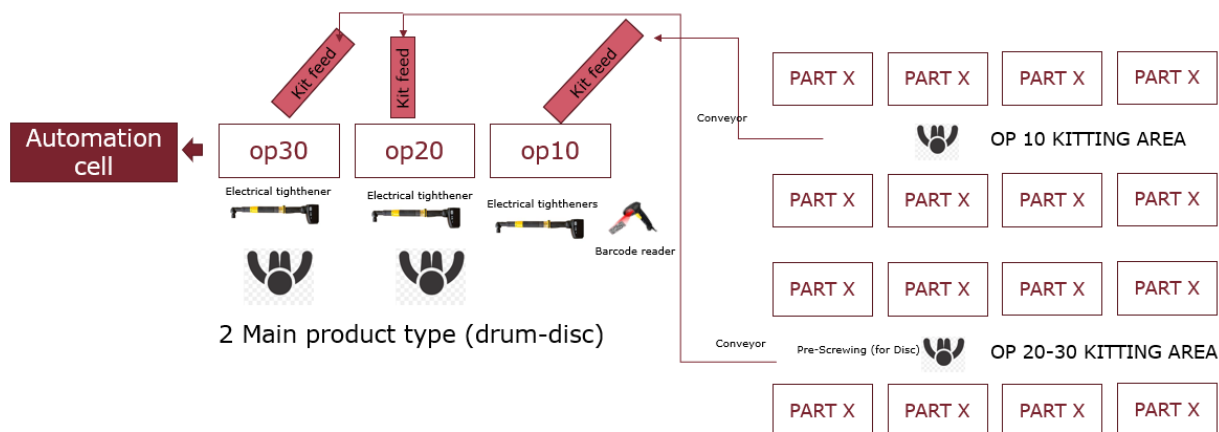 Kit feed
Kit feed
Kit feed
PART X
PART X
PART X
PART X
Conveyor
OP 10 KITTING AREA
Automation
cell
op30
op20
op10
Electrical tighthener
Electrical tighthener
Electrical tightheners
Barcode reader
PART X
PART X
PART X
PART X
PART X
PART X
PART X
PART X
2 Main product type (drum-disc)
Conveyor
Pre-Screwing (for Disc)
OP 20-30 KITTING AREA
PART X
PART X
PART X
PART X